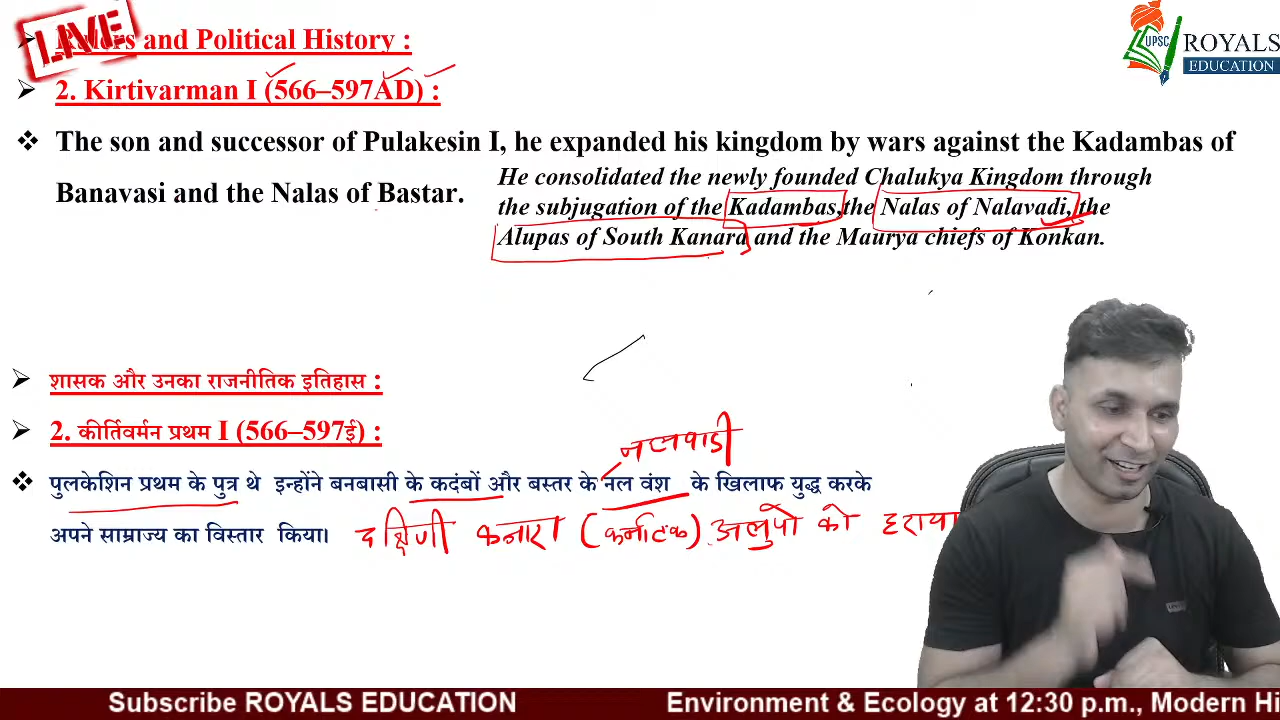 LIVE
Rulers and Political History :
UPSC ROYALS
EDUCATION
2. Kirtivarman I (566–597AD) :
The son and successor of Pulakesin I, he expanded his kingdom by wars against the Kadambas of
Banavasi and the Nalas of Bastar.
He consolidated the newly founded Chalukya Kingdom through
the subjugation of the Kadambas, the Nalas of Nalavadi, the
Alupas of South Kanara and the Maurya chiefs of Konkan.
शासक और उनका राजनीतिक इतिहास :
2. कीर्तिवर्मन प्रथम I (566–597ई) :
नलवाडी
पुलकेशिन प्रथम के पुत्र थे इन्होंने बनबासी के कदंबों और बस्तर के नल वंश के खिलाफ युद्ध करके
अपने साम्राज्य का विस्तार किया।
दक्षिणी कनारा (कर्नाटक) अलुपो को हराया
Subscribe ROYALS EDUCATION Environment & Ecology at 12:30 p.m., Modern Hi